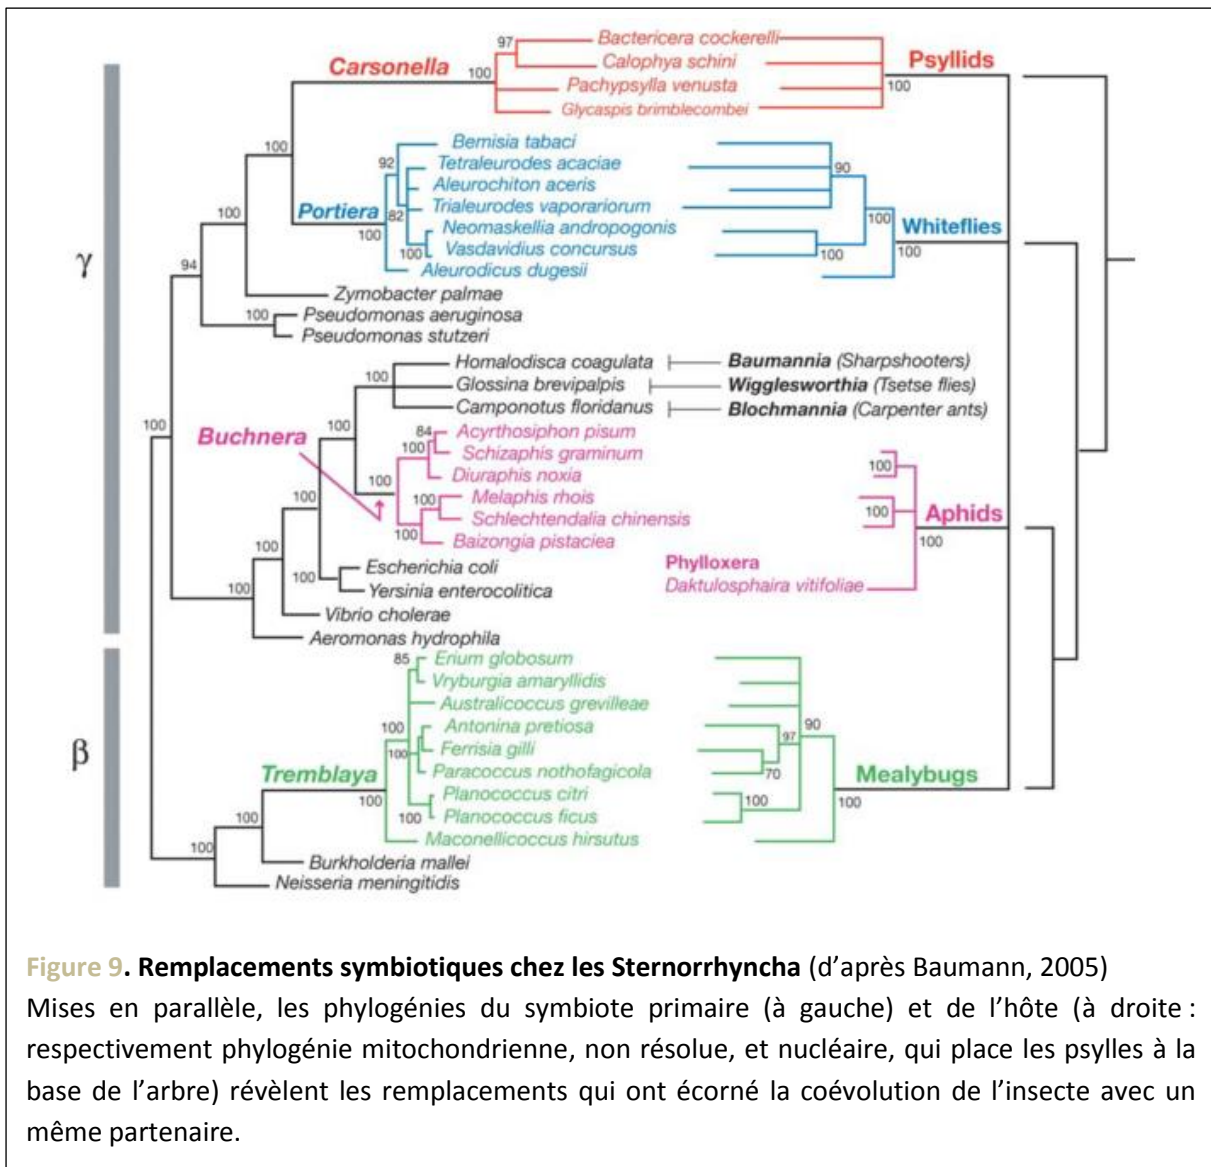 97
Bactericera cockerelli
Calophya schini
Carsonella
100
Pachypsylla venusta
Glycaspis brimblecombei
Psyllids
100
γ
100
100
94
Bemisia tabaci
92
Tetraleurodes acaciae
Aleurochiton aceris
Trialeurodes vaporariorum
Portiera
82
100
Neomaskellia andropogonis
100
Vasdavidius concursus
Aleurodicus dugesii
90
100
100
Whiteflies
100
Zymobacter palmae
100
Pseudomonas aeruginosa
Pseudomonas stutzeri
100
Homalodisca coagulata
Baumannia (Sharpshooters)
100
Glossina brevipalpis
Wigglesworthia (Tsetse flies)
Camponotus floridanus
Blochmannia (Carpenter ants)
100
Buchnera
84
Acyrthosiphon pisum
100
Schizaphis graminum
Diuraphis noxia
100
Melaphis rhois
100
Schlechtendalia chinensis
100
Baizongia pistaciea
100
100
Aphids
100
Phylloxera
Daktulosphaira vitifoliae
100
100
100
100
Escherichia coli
Yersinia enterocolitica
Vibrio cholerae
Aeromonas hydrophila
β
85
Erium globosum
Vryburgia amaryllidis
Australicoccus grevilleae
100
Antonina pretiosa
100
Ferrisia gilli
Paracoccus nothofagicola
Tremblaya
100
Planococcus citri
100
Planococcus ficus
Maconellicoccus hirsutus
90
97
70
100
Mealybugs
100
100
100
Burkholderia mallei
Neisseria meningitidis
Figure 9. Remplacements symbiotiques chez les Sternorrhyncha (d’après Baumann, 2005)
Mises en parallèle, les phylogénies du symbiote primaire (à gauche) et de l’hôte (à droite :
respectivement phylogénie mitochondrienne, non résolue, et nucléaire, qui place les psylles à la
base de l’arbre) révèlent les remplacements qui ont écorné la coévolution de l’insecte avec un
même partenaire.